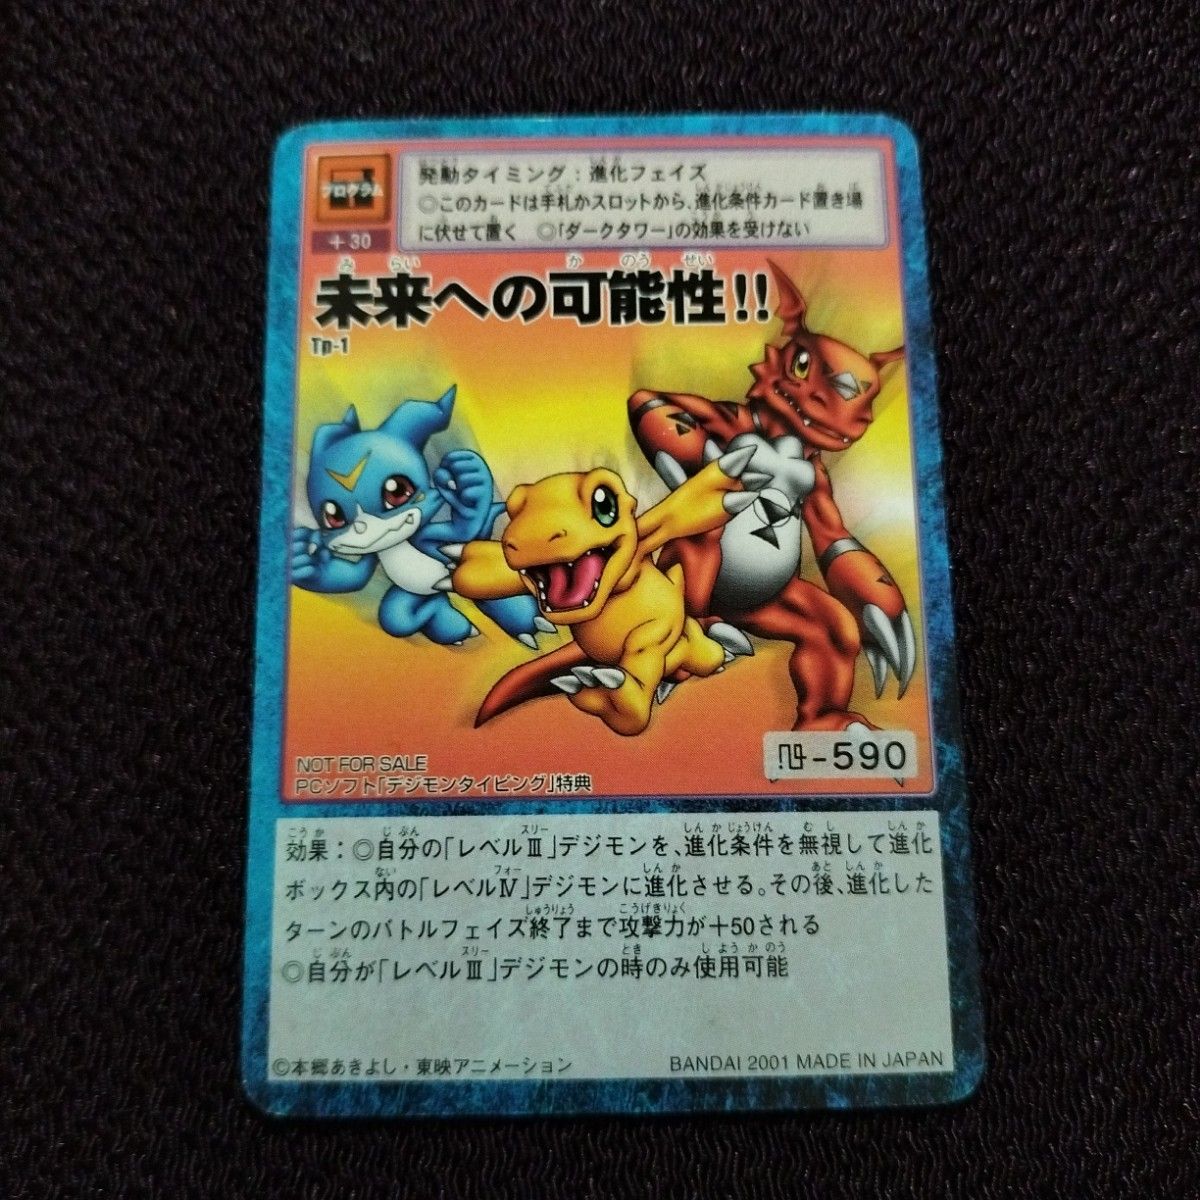 発動タイミング：進化フェイズ
◎このカードは手札かスロットから、進化条件カード置き場
に伏せて置く ◎「ダークタワー」の効果を受けない
プログラム
+30
未来への可能性!!
Tp-1
NOT FOR SALE
PCソフト「デジモンタイピング」特典
-590
効果：◎自分の「レベルⅢ」デジモンを、進化条件を無視して進化
ボックス内の「レベルⅣ」デジモンに進化させる。その後、進化した
ターンのバトルフェイズ終了まで攻撃力が+50される
◎自分が「レベルⅢ」デジモンの時のみ使用可能
©本郷あきよし・東映アニメーション
BANDAI 2001 MADE IN JAPAN